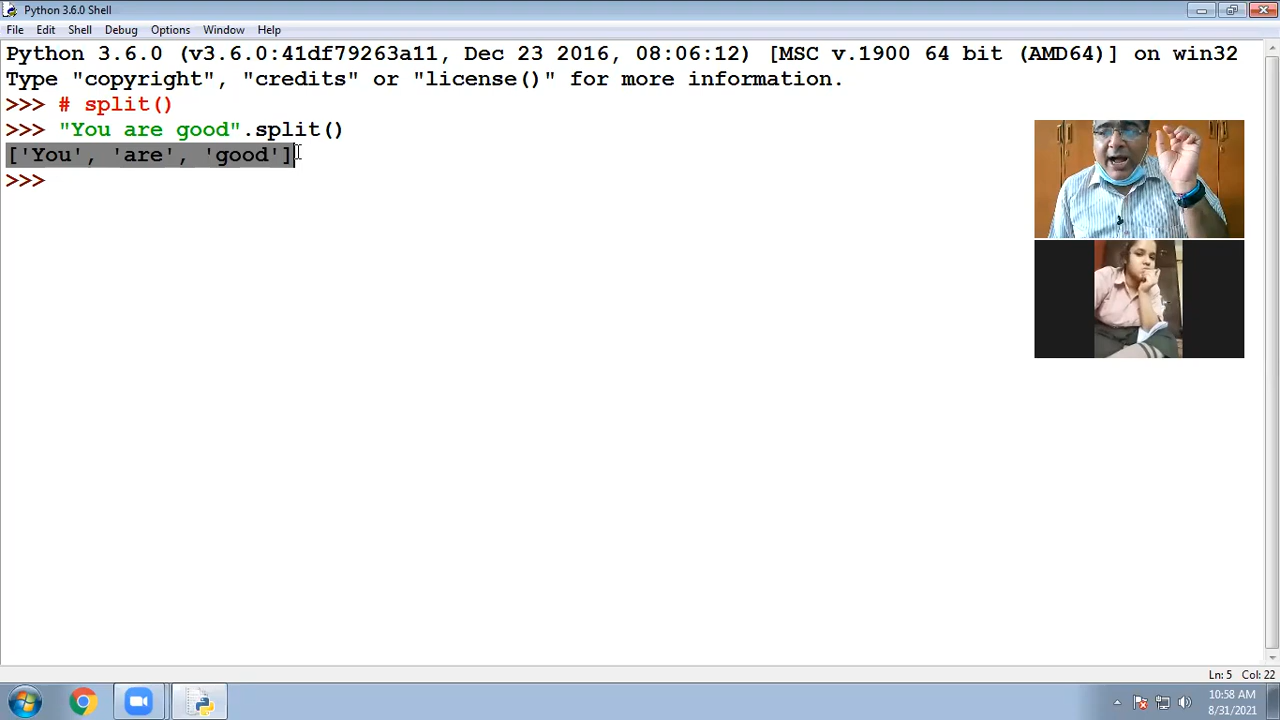 Python 3.6.0 Shell
File Edit Shell Debug Options Window Help
Python 3.6.0 (v3.6.0:41df79263a11, Dec 23 2016, 08:06:12) [MSC v.1900 64 bit (AMD64)] on win32
Type "copyright", "credits" or "license()" for more information.
>>> # split()
>>> "You are good".split()
['You', 'are', 'good']
>>>
Ln: 5 Col: 22
10:58 AM
8/31/2021